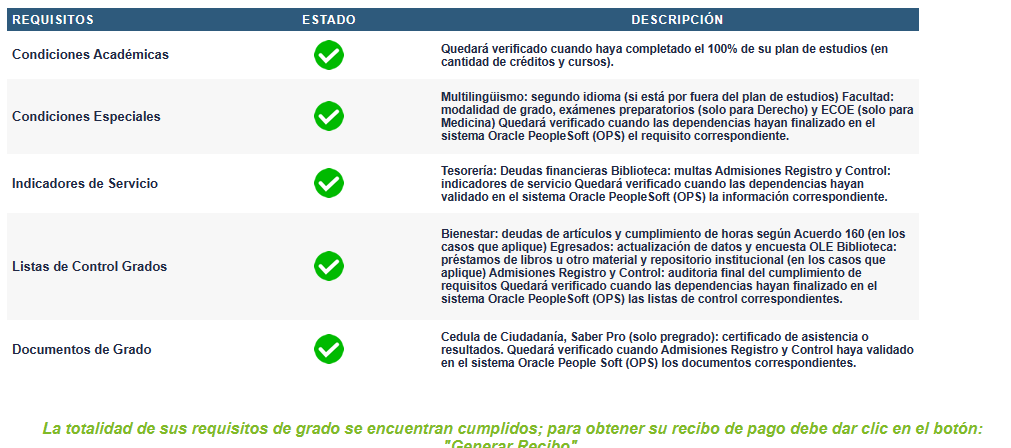 REQUISITOS ESTADO DESCRIPCIÓN
Condiciones Académicas
Quedará verificado cuando haya completado el 100% de su plan de estudios (en
cantidad de créditos y cursos).
Condiciones Especiales
Multilingüismo: segundo idioma (si está por fuera del plan de estudios) Facultad:
modalidad de grado, exámenes preparatorios (solo para Derecho) y ECOE (solo para
Medicina) Quedará verificado cuando las dependencias hayan finalizado en el
sistema Oracle PeopleSoft (OPS) el requisito correspondiente.
Indicadores de Servicio
Tesorería: Deudas financieras Biblioteca: multas Admisiones Registro y Control:
indicadores de servicio Quedará verificado cuando las dependencias hayan
validado en el sistema Oracle PeopleSoft (OPS) la información correspondiente.
Listas de Control Grados
Bienestar: deudas de artículos y cumplimiento de horas según Acuerdo 160 (en los
casos que aplique) Egresados: actualización de datos y encuesta OLE Biblioteca:
préstamos de libros u otro material y repositorio institucional (en los casos que
aplique) Admisiones Registro y Control: auditoria final del cumplimiento de
requisitos Quedará verificado cuando las dependencias hayan finalizado en el
sistema Oracle PeopleSoft (OPS) las listas de control correspondientes.
Documentos de Grado
Cedula de Ciudadanía, Saber Pro (solo pregrado): certificado de asistencia o
resultados. Quedará verificado cuando Admisiones Registro y Control haya validado
en el sistema Oracle People Soft (OPS) los documentos correspondientes.
La totalidad de sus requisitos de grado se encuentran cumplidos; para obtener su recibo de pago debe dar clic en el botón:
"Generar Recibo"